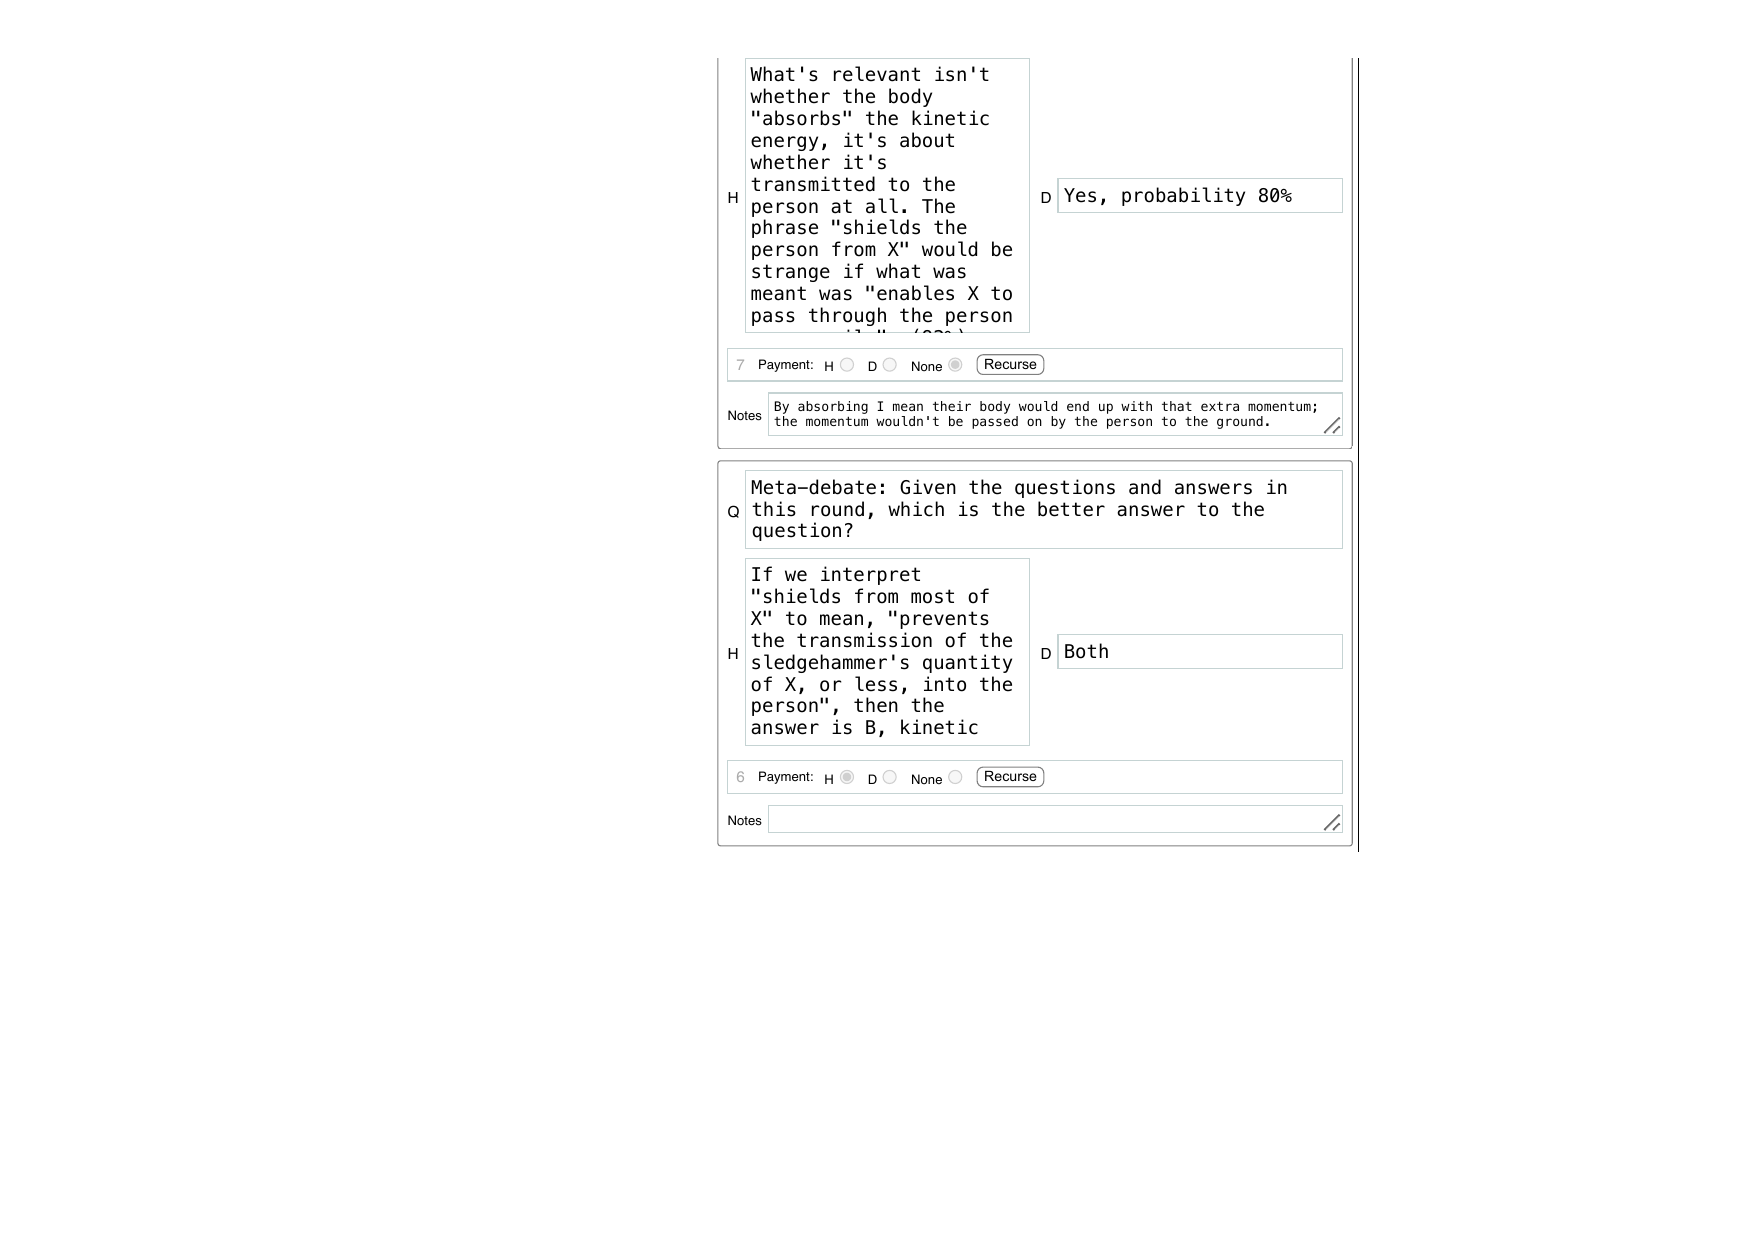 What's relevant isn't
whether the body
"absorbs" the kinetic
energy, it's about
whether it's
transmitted to the
person at all. The
phrase "shields the
person from X" would be
strange if what was
meant was "enables X to
pass through the person
H
D
Yes, probability 80%
7 Payment: H D None Recurse
Notes
By absorbing I mean their body would end up with that extra momentum;
the momentum wouldn't be passed on by the person to the ground.
Q
Meta-debate: Given the questions and answers in
this round, which is the better answer to the
question?
H
If we interpret
"shields from most of
X" to mean, "prevents
the transmission of the
sledgehammer's quantity
of X, or less, into the
person", then the
answer is B, kinetic
D
Both
6 Payment: H D None Recurse
Notes